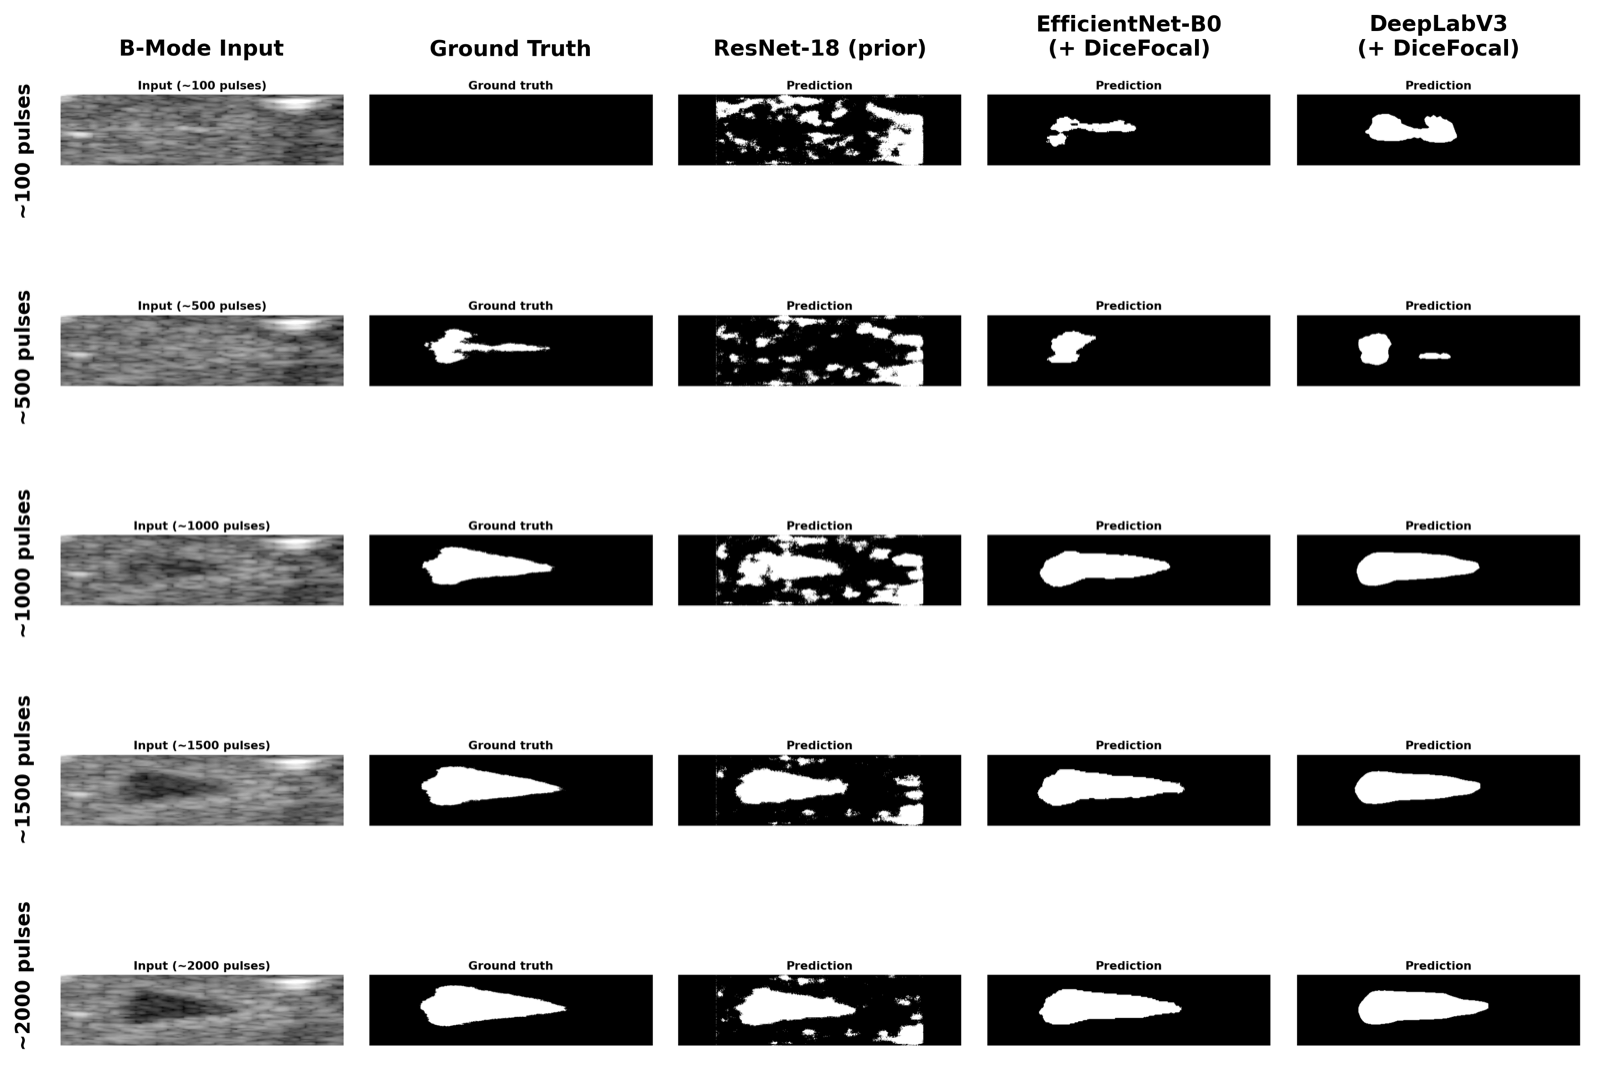 B-Mode Input
Ground Truth
ResNet-18 (prior)
EfficientNet-B0
(+ DiceFocal)
DeepLabV3
(+ DiceFocal)
~100 pulses
Input (~100 pulses)
Ground truth
Prediction
Prediction
Prediction
~500 pulses
Input (~500 pulses)
Ground truth
Prediction
Prediction
Prediction
~1000 pulses
Input (~1000 pulses)
Ground truth
Prediction
Prediction
Prediction
~1500 pulses
Input (~1500 pulses)
Ground truth
Prediction
Prediction
Prediction
~2000 pulses
Input (~2000 pulses)
Ground truth
Prediction
Prediction
Prediction